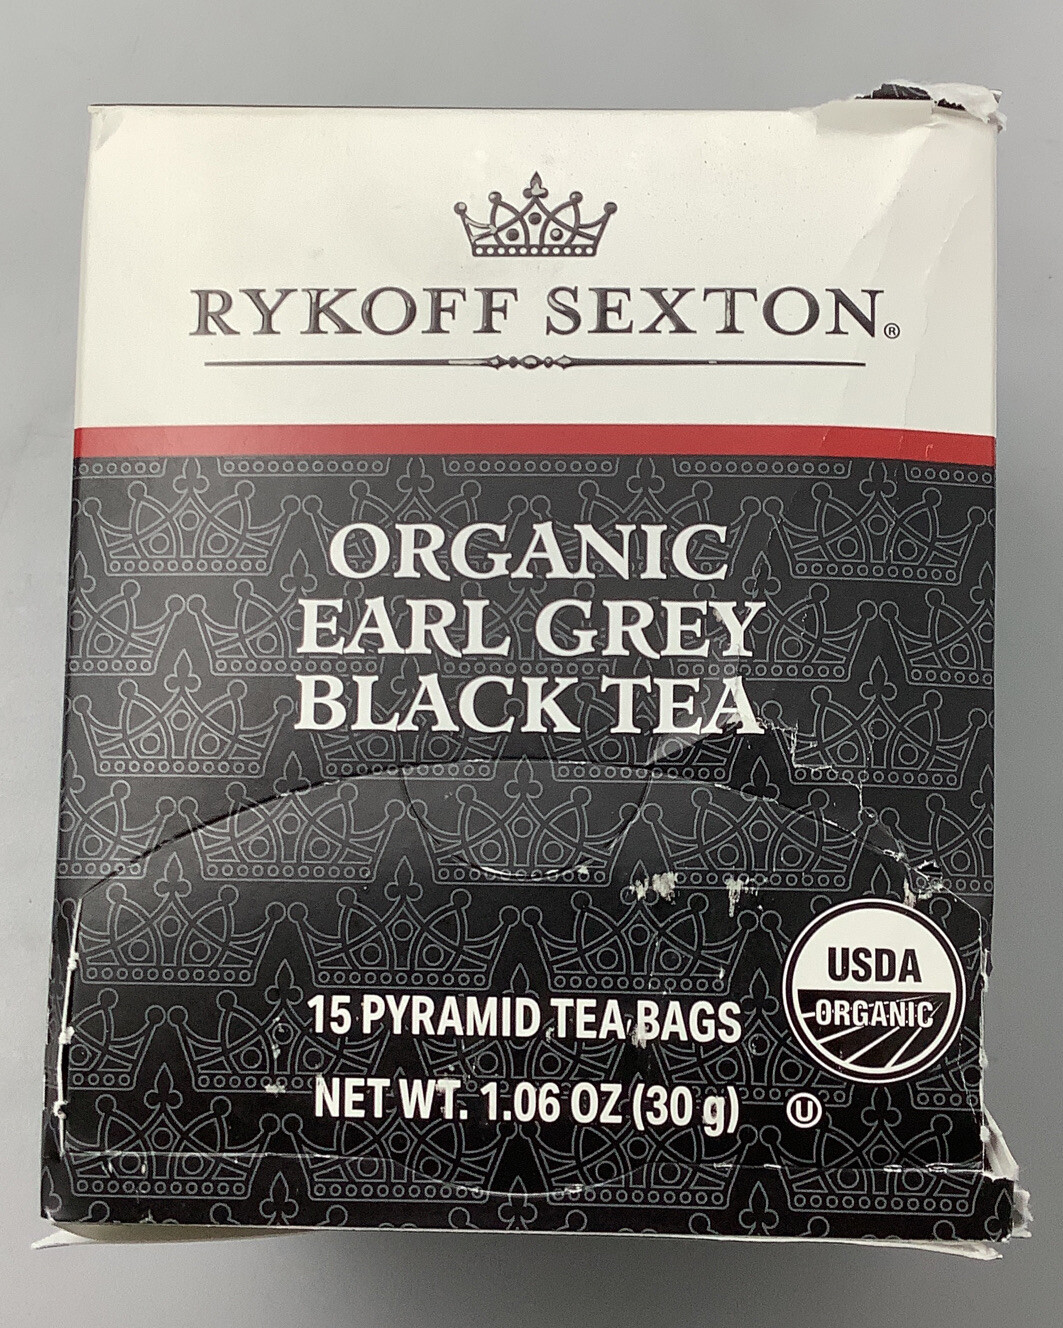 RYKOFF SEXTON®
ORGANIC
EARL GREY
BLACK TEA
USDA
ORGANIC
15 PYRAMID TEA BAGS
NET WT. 1.06 OZ (30 g)
U